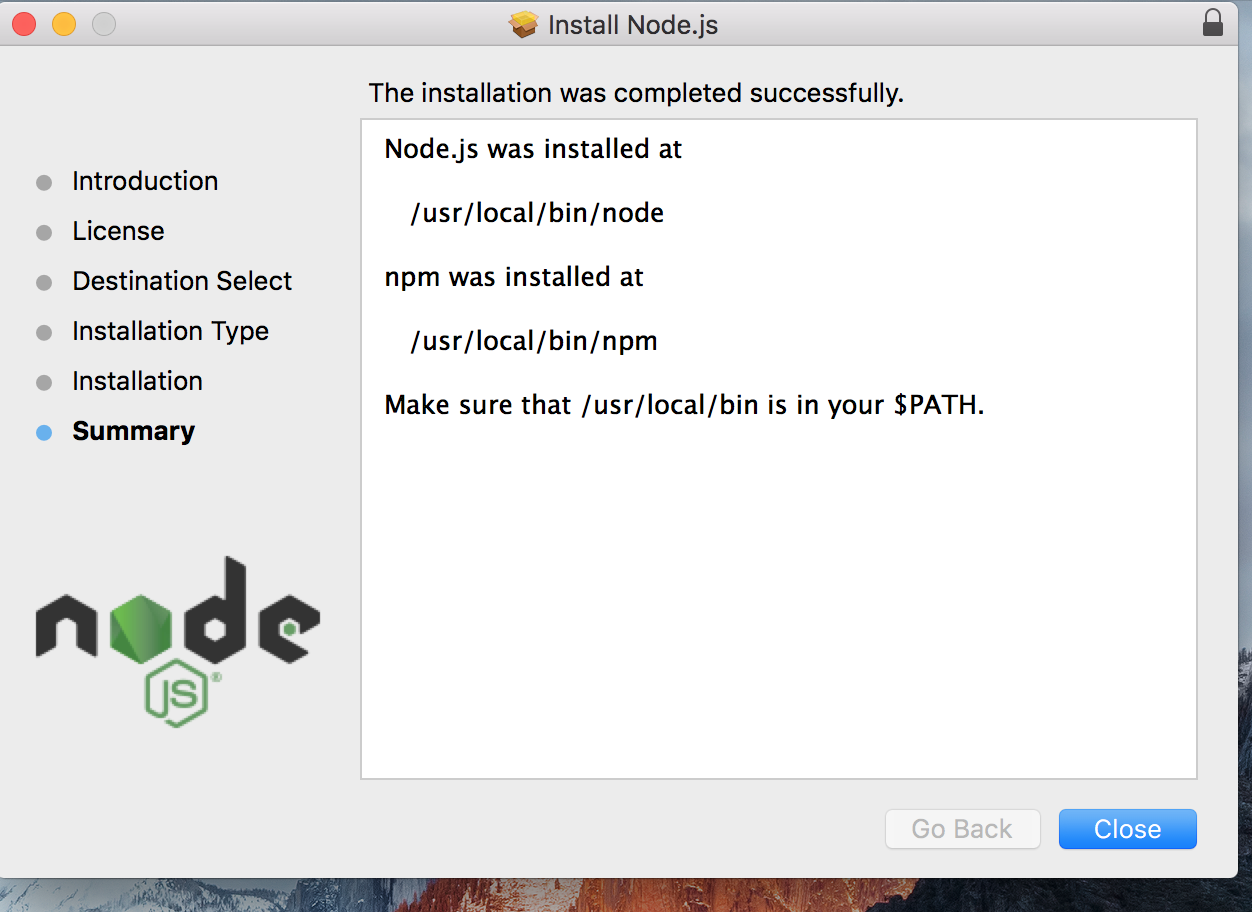 Install Node.js
The installation was completed successfully.
Introduction
License
Destination Select
Installation Type
Installation
Summary
Node.js was installed at
/usr/local/bin/node
npm was installed at
/usr/local/bin/npm
Make sure that /usr/local/bin is in your $PATH.
node
JS®
Go Back
Close